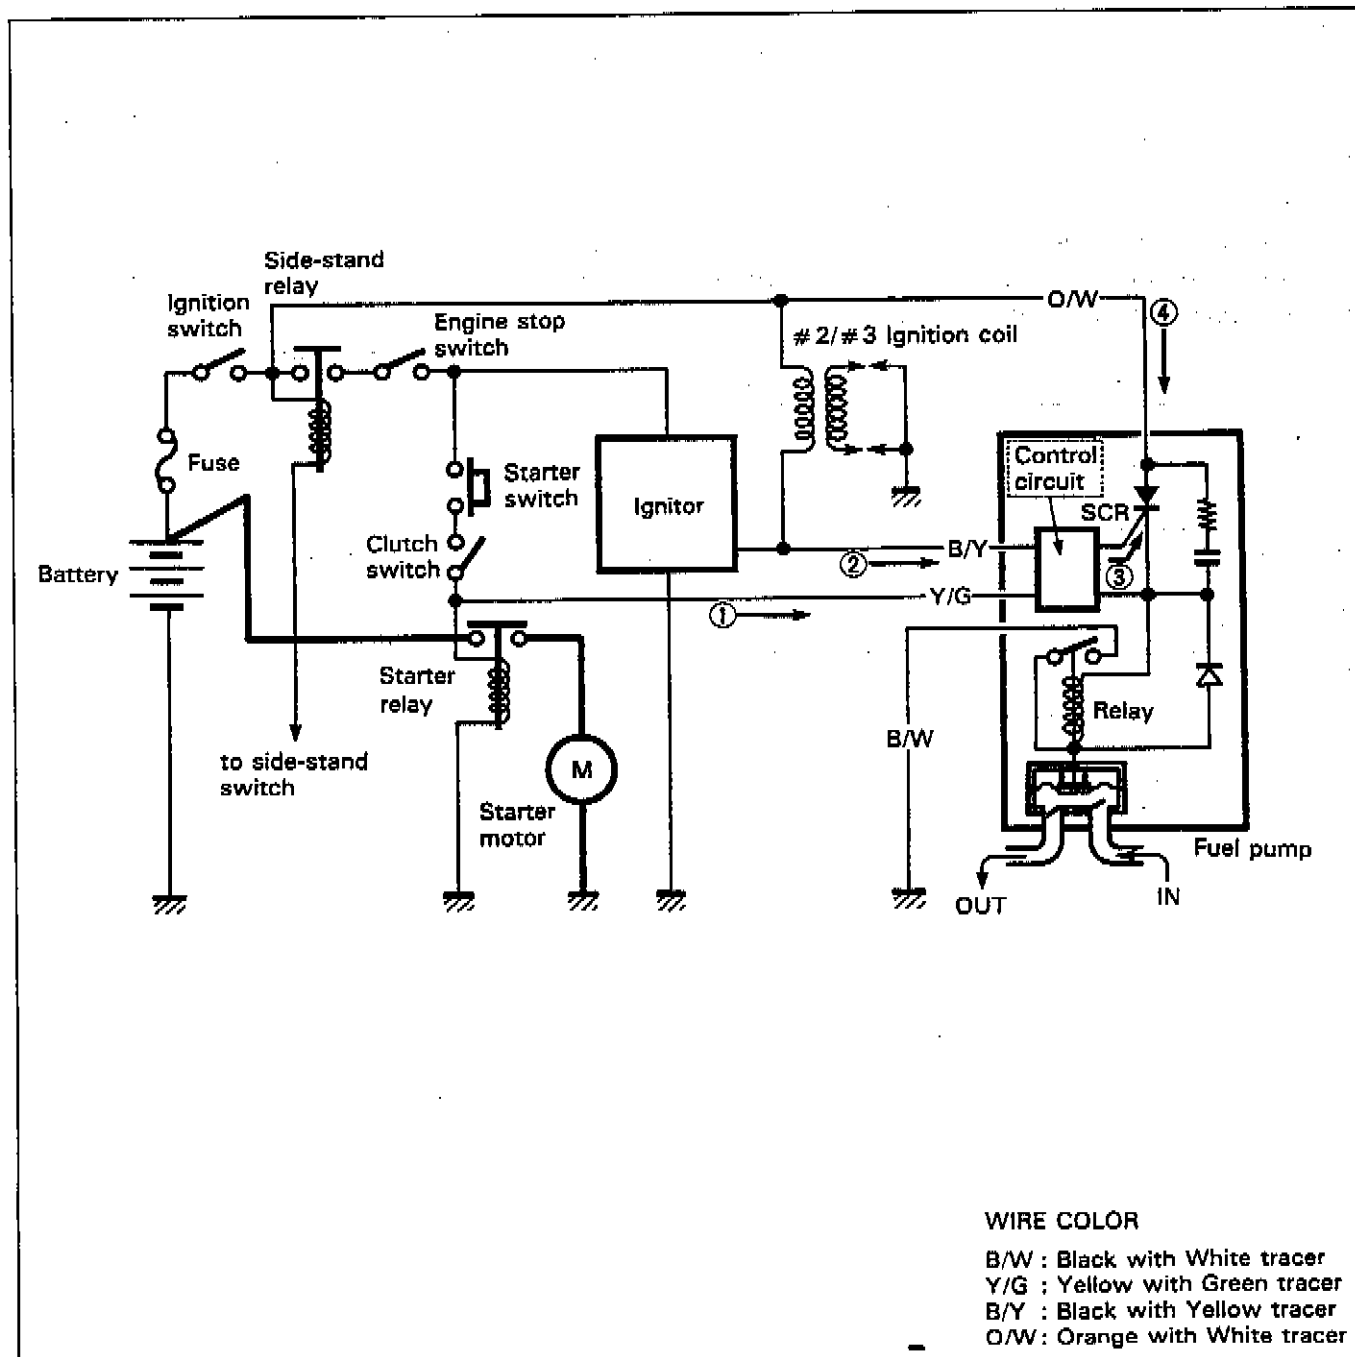 Side-stand
relay
Ignition
switch
Engine stop
switch
O/W
④
#2/#3 Ignition coil
Fuse
Starter
switch
Ignitor
Control
circuit
SCR
Clutch
switch
Battery
②
B/Y
③
①
Y/G
Starter
relay
Relay
B/W
to side-stand
switch
M
Starter
motor
Fuel pump
OUT
IN
WIRE COLOR
B/W : Black with White tracer
Y/G : Yellow with Green tracer
B/Y : Black with Yellow tracer
O/W : Orange with White tracer